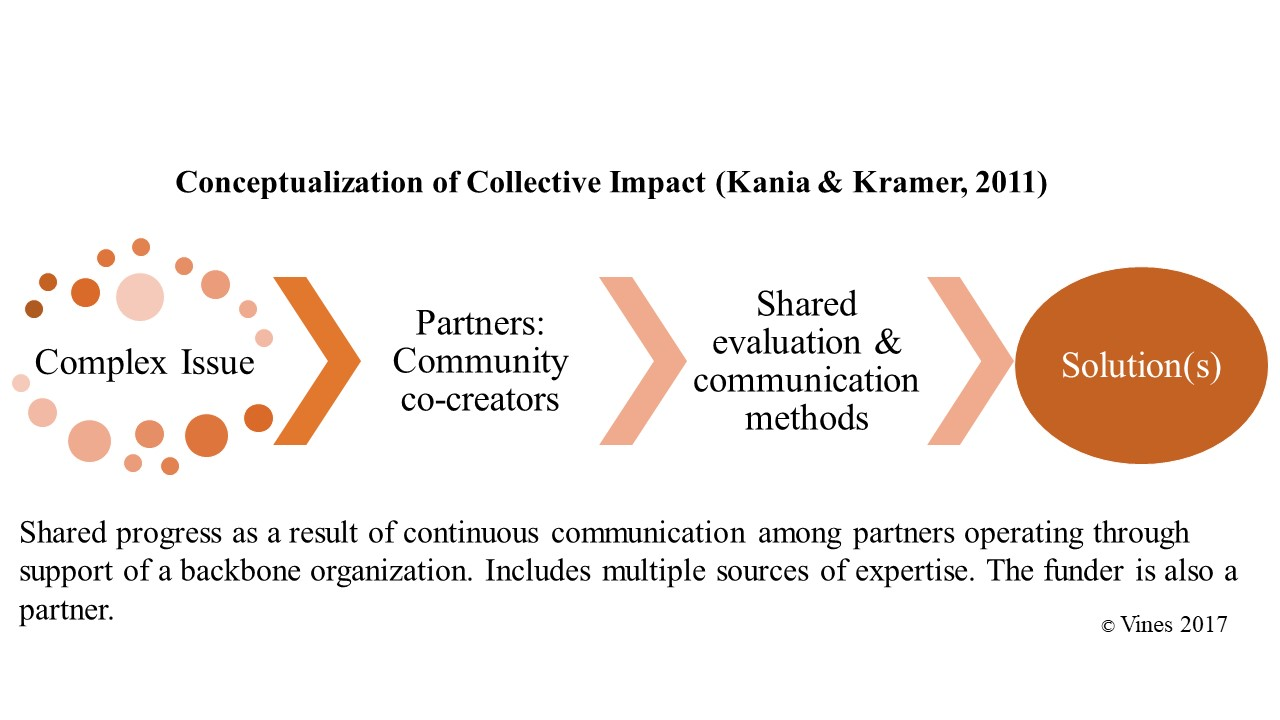 Conceptualization of Collective Impact (Kania & Kramer, 2011)
Complex Issue
Partners:
Community
co-creators
Shared
evaluation &
communication
methods
Solution(s)
Shared progress as a result of continuous communication among partners operating through
support of a backbone organization. Includes multiple sources of expertise. The funder is also a
partner.
© Vines 2017